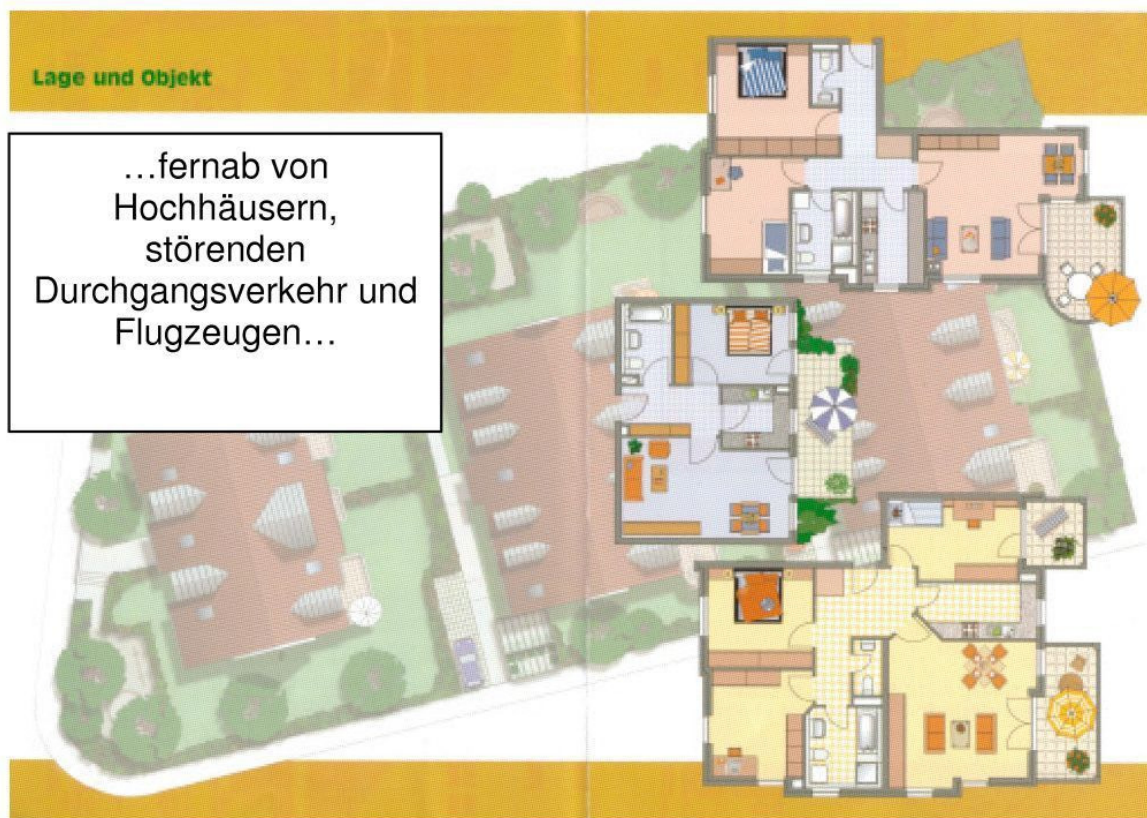 Lage und Objekt
…fernab von
Hochhäusern,
störenden
Durchgangsverkehr und
Flugzeugen…